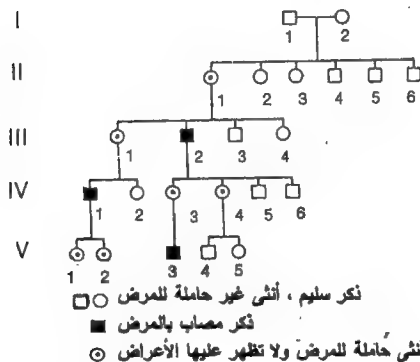 I
1 2
II
1 2 3 4 5 6
III
1 2 3 4
IV
1 2 3 4 5 6
V
1 2 3 4 5
ذكر سليم ، أنثى غير حاملة للمرض
ذكر مصاب بالمرض
أنثى حاملة للمرض ولا تظهر عليها الأعراض